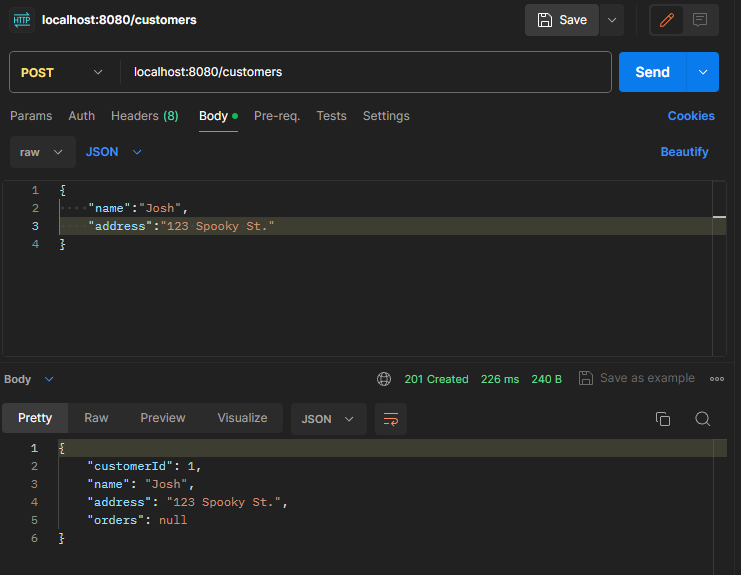 HTTP localhost:8080/customers Save
POST localhost:8080/customers Send
Params Auth Headers (8) Body Pre-req. Tests Settings Cookies
raw JSON Beautify
1 {
2 ····"name":"Josh",
3 ····"address":"123 Spooky St."
4 }
Body 201 Created 226 ms 240 B Save as example
Pretty Raw Preview Visualize JSON
1 {
2     "customerId": 1,
3     "name": "Josh",
4     "address": "123 Spooky St.",
5     "orders": null
6 }